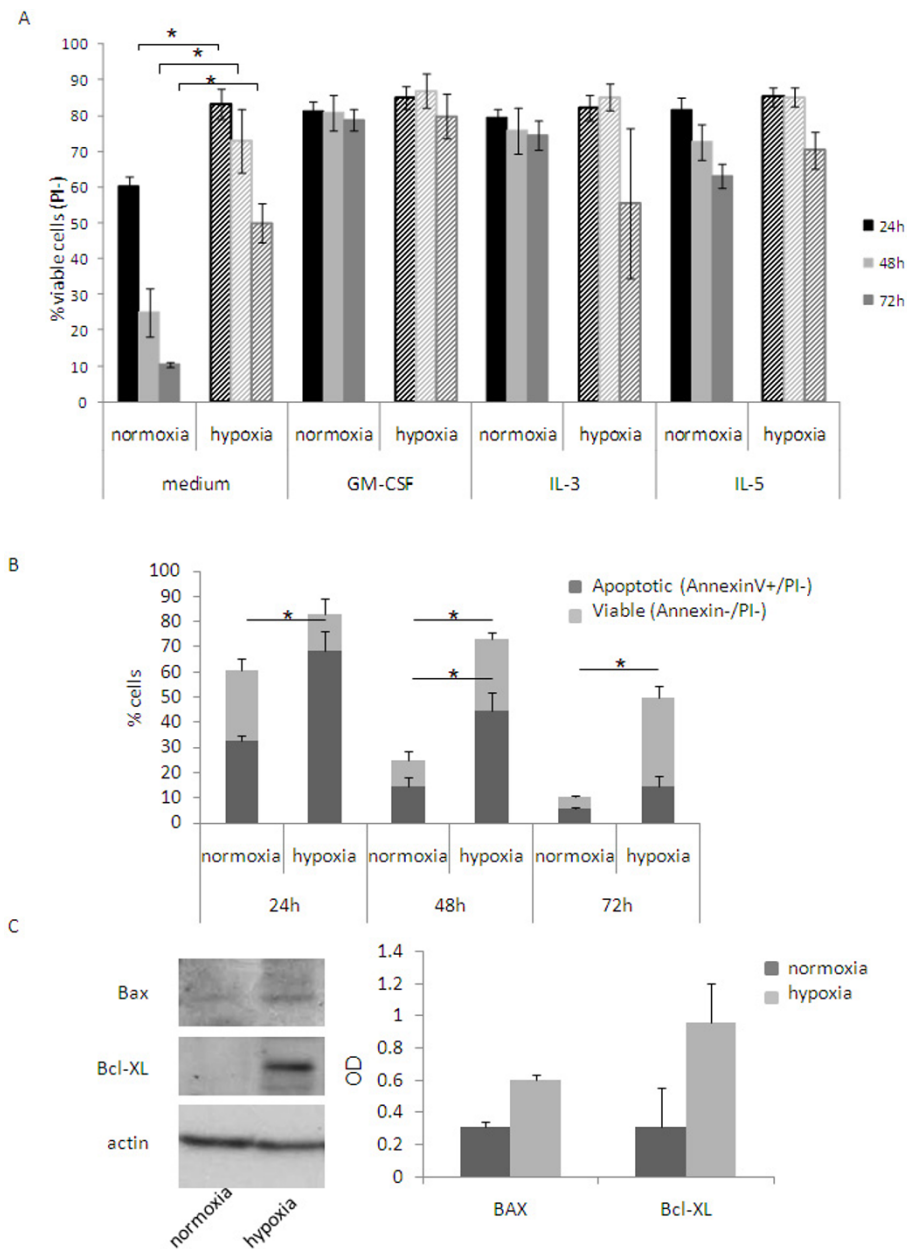 A
* * *
100
90
80
70
60
50
40
30
20
10
0
% viable cells (PI-)
24h
48h
72h
normoxia hypoxia normoxia hypoxia normoxia hypoxia normoxia hypoxia
medium GM-CSF IL-3 IL-5
B
100
90
80
70
60
50
40
30
20
10
0
% cells
Apoptotic (AnnexinV+/PI-)
Viable (Annexin-/PI-)
* * * *
normoxia hypoxia normoxia hypoxia normoxia hypoxia
24h 48h 72h
C
Bax
Bcl-XL
actin
normoxia
hypoxia
1.4
1.2
1
0.8
0.6
0.4
0.2
0
OD
normoxia
hypoxia
BAX Bcl-XL